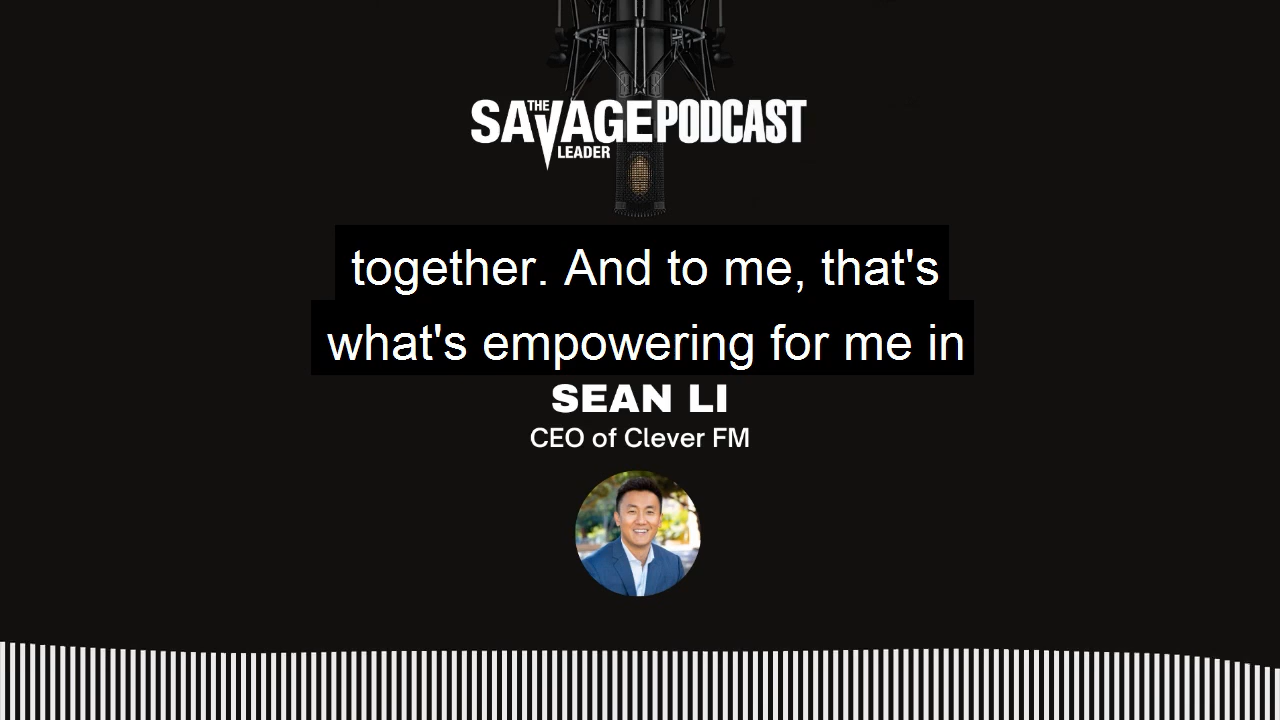 THE
SAVAGE PODCAST
LEADER
together. And to me, that's
what's empowering for me in
SEAN LI
CEO of Clever FM